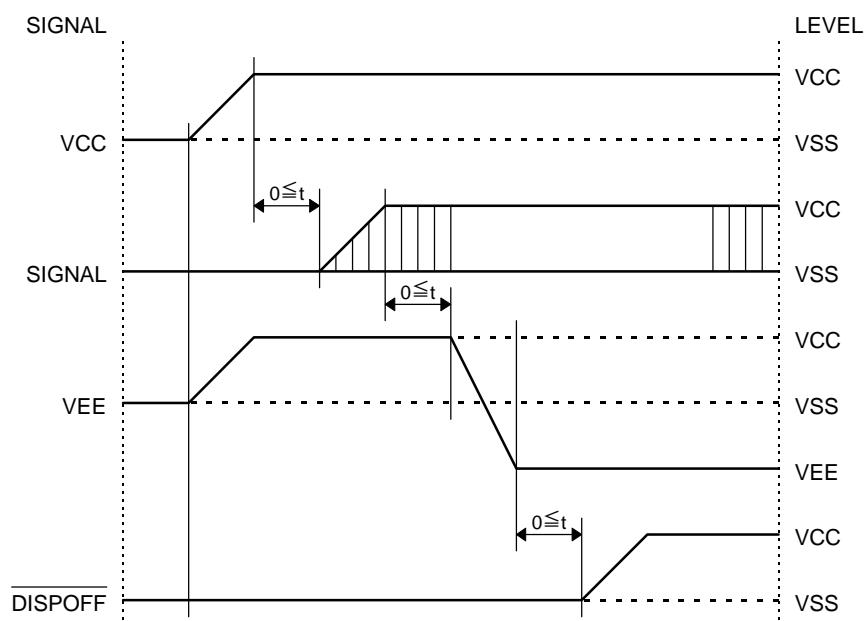 SIGNAL LEVEL
VCC
VCC VSS
0≦t
VCC
SIGNAL VSS
0≦t
VCC
VEE VSS
VEE
0≦t
VCC
DISPOFF VSS